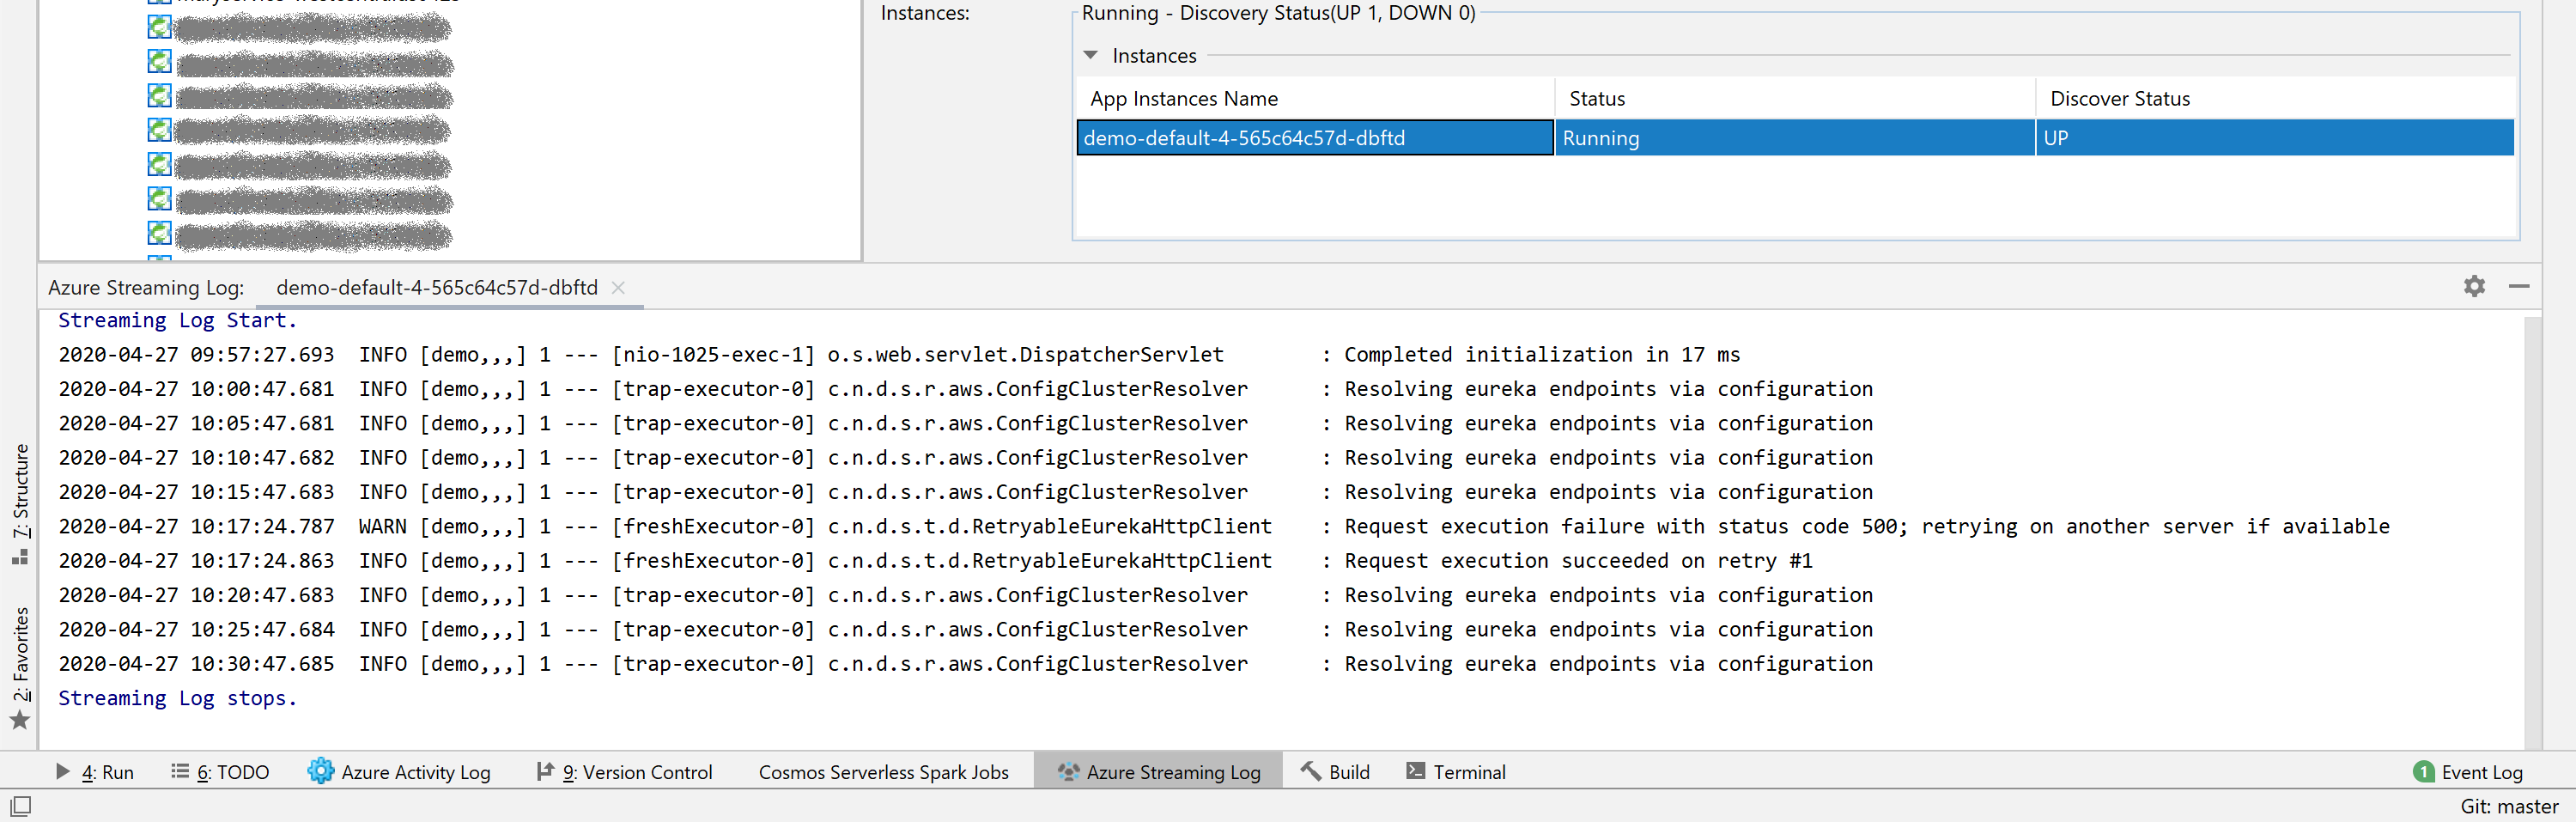 Instances:
Running - Discovery Status(UP 1, DOWN 0)
Instances
App Instances Name Status Discover Status
demo-default-4-565c64c57d-dbftd Running UP
Azure Streaming Log: demo-default-4-565c64c57d-dbftd
Streaming Log Start.
2020-04-27 09:57:27.693  INFO [demo,,,] 1 --- [nio-1025-exec-1] o.s.web.servlet.DispatcherServlet        : Completed initialization in 17 ms
2020-04-27 10:00:47.681  INFO [demo,,,] 1 --- [trap-executor-0] c.n.d.s.r.aws.ConfigClusterResolver      : Resolving eureka endpoints via configuration
2020-04-27 10:05:47.681  INFO [demo,,,] 1 --- [trap-executor-0] c.n.d.s.r.aws.ConfigClusterResolver      : Resolving eureka endpoints via configuration
2020-04-27 10:10:47.682  INFO [demo,,,] 1 --- [trap-executor-0] c.n.d.s.r.aws.ConfigClusterResolver      : Resolving eureka endpoints via configuration
2020-04-27 10:15:47.683  INFO [demo,,,] 1 --- [trap-executor-0] c.n.d.s.r.aws.ConfigClusterResolver      : Resolving eureka endpoints via configuration
2020-04-27 10:17:24.787  WARN [demo,,,] 1 --- [freshExecutor-0] c.n.d.s.t.d.RetryableEurekaHttpClient    : Request execution failure with status code 500; retrying on another server if available
2020-04-27 10:17:24.863  INFO [demo,,,] 1 --- [freshExecutor-0] c.n.d.s.t.d.RetryableEurekaHttpClient    : Request execution succeeded on retry #1
2020-04-27 10:20:47.683  INFO [demo,,,] 1 --- [trap-executor-0] c.n.d.s.r.aws.ConfigClusterResolver      : Resolving eureka endpoints via configuration
2020-04-27 10:25:47.684  INFO [demo,,,] 1 --- [trap-executor-0] c.n.d.s.r.aws.ConfigClusterResolver      : Resolving eureka endpoints via configuration
2020-04-27 10:30:47.685  INFO [demo,,,] 1 --- [trap-executor-0] c.n.d.s.r.aws.ConfigClusterResolver      : Resolving eureka endpoints via configuration
Streaming Log stops.
7: Structure
2: Favorites
4: Run 6: TODO Azure Activity Log 9: Version Control Cosmos Serverless Spark Jobs Azure Streaming Log Build Terminal 1 Event Log
Git: master